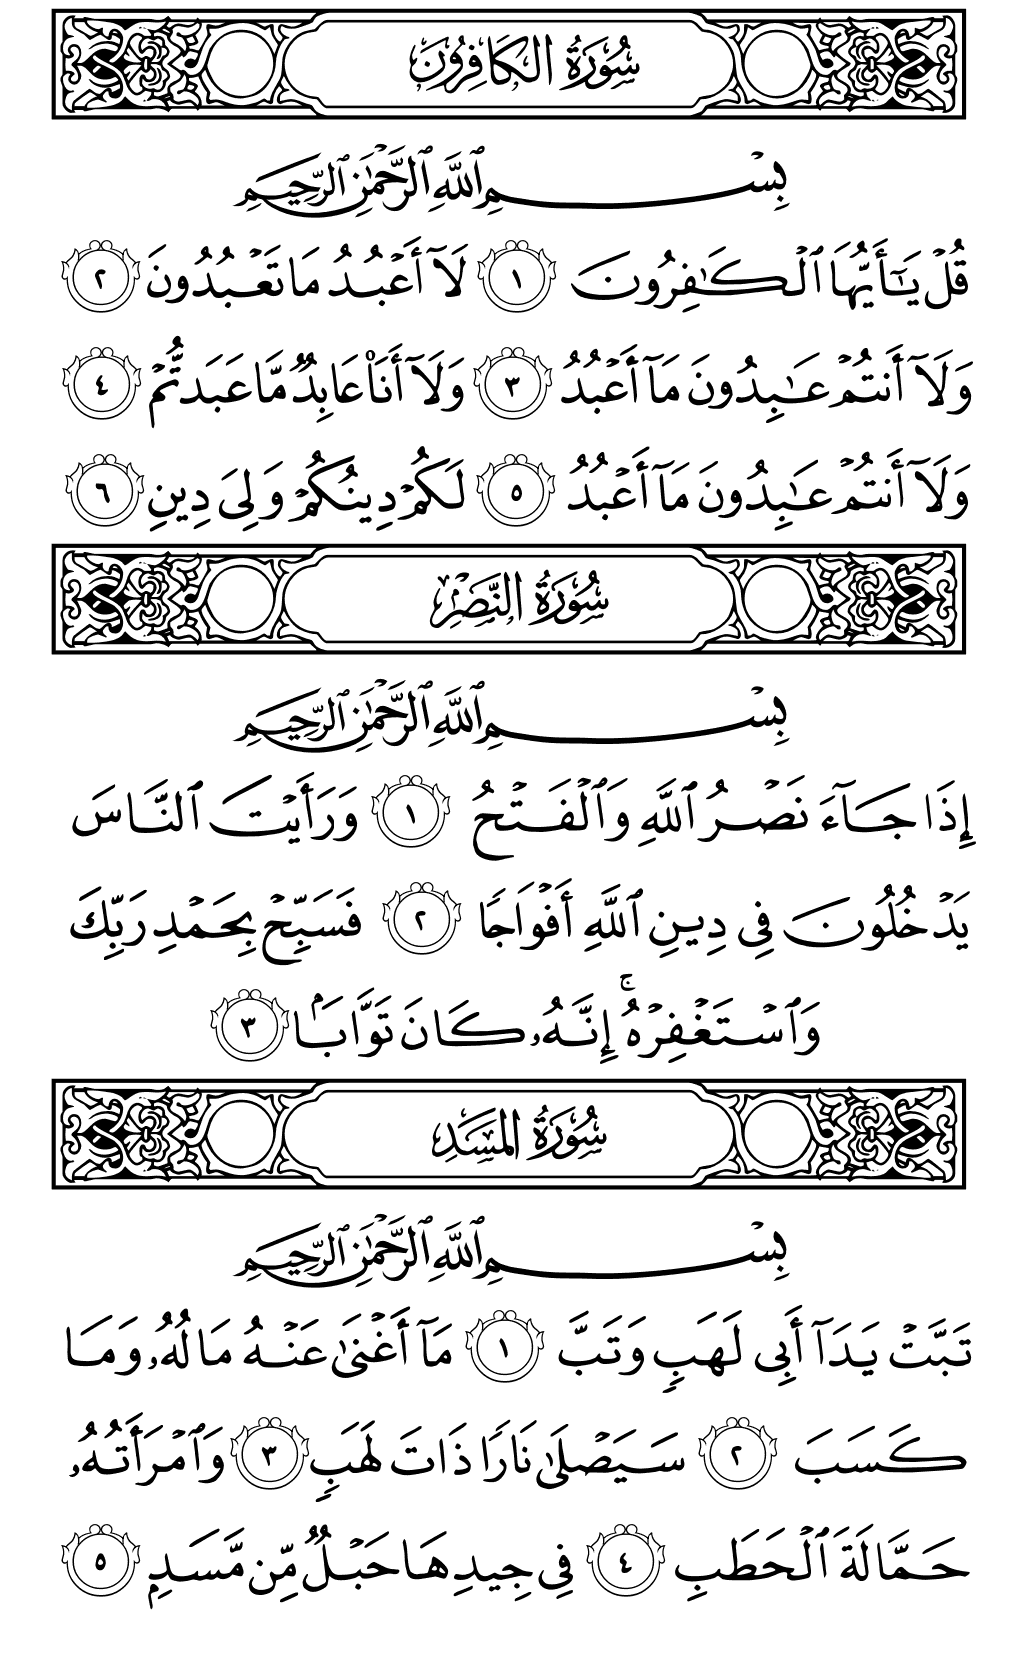 سُورَةُ الكَافِرُونَ
بِسْمِ ٱللَّهِ ٱلرَّحْمَٰنِ ٱلرَّحِيمِ
قُلْ يَـٰٓأَيُّهَا ٱلْكَـٰفِرُونَ ١ لَآ أَعْبُدُ مَا تَعْبُدُونَ ٢
وَلَآ أَنتُمْ عَـٰبِدُونَ مَآ أَعْبُدُ ٣ وَلَآ أَنَا۠ عَابِدٌ مَّا عَبَدتُّمْ ٤
وَلَآ أَنتُمْ عَـٰبِدُونَ مَآ أَعْبُدُ ٥ لَكُمْ دِينُكُمْ وَلِىَ دِينِ ٦
سُورَةُ النَّصْرِ
بِسْمِ ٱللَّهِ ٱلرَّحْمَٰنِ ٱلرَّحِيمِ
إِذَا جَآءَ نَصْرُ ٱللَّهِ وَٱلْفَتْحُ ١ وَرَأَيْتَ ٱلنَّاسَ
يَدْخُلُونَ فِى دِينِ ٱللَّهِ أَفْوَاجًا ٢ فَسَبِّحْ بِحَمْدِ رَبِّكَ
وَٱسْتَغْفِرْهُ ۚ إِنَّهُۥ كَانَ تَوَّابًۢا ٣
سُورَةُ المَسَدِ
بِسْمِ ٱللَّهِ ٱلرَّحْمَٰنِ ٱلرَّحِيمِ
تَبَّتْ يَدَآ أَبِى لَهَبٍ وَتَبَّ ١ مَآ أَغْنَىٰ عَنْهُ مَالُهُۥ وَمَا
كَسَبَ ٢ سَيَصْلَىٰ نَارًا ذَاتَ لَهَبٍ ٣ وَٱمْرَأَتُهُۥ
حَمَّالَةَ ٱلْحَطَبِ ٤ فِى جِيدِهَا حَبْلٌ مِّن مَّسَدٍۭ ٥